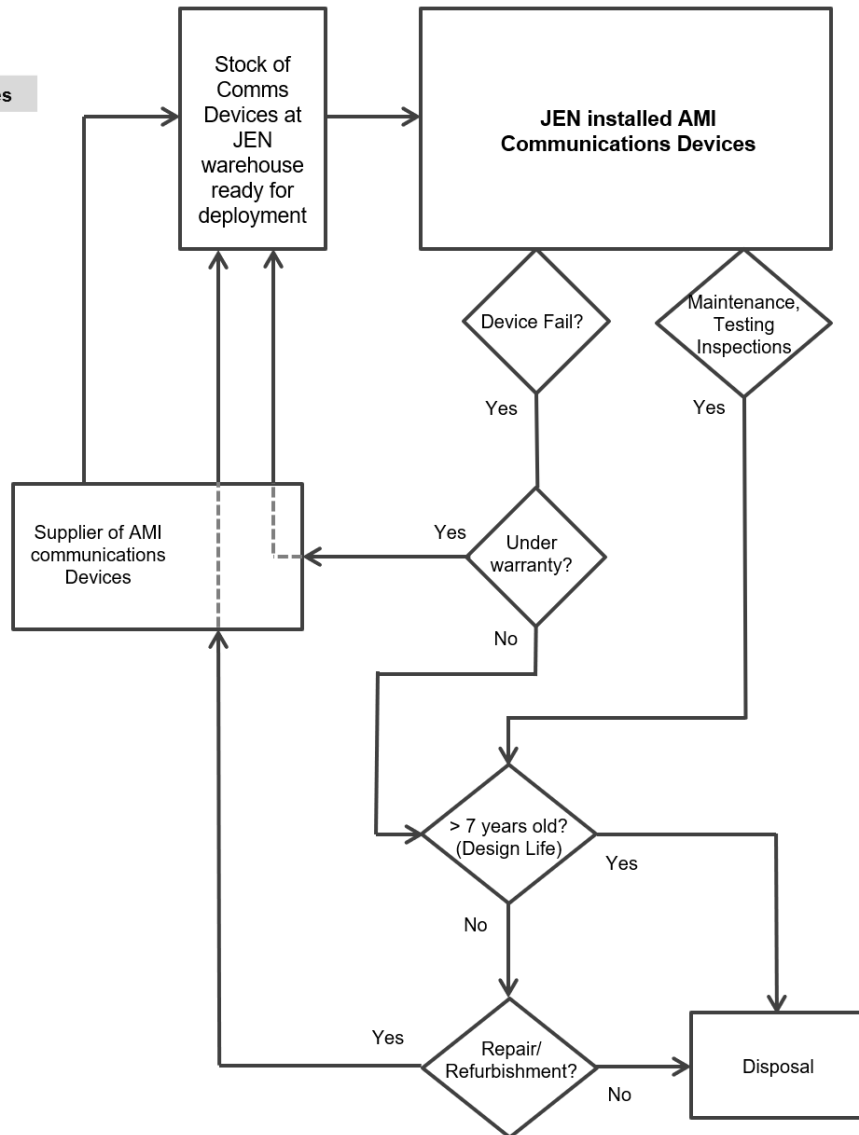 Stock of
Comms
Devices at
JEN
warehouse
ready for
deployment
JEN installed AMI
Communications Devices
Device Fail?
Maintenance,
Testing
Inspections
Yes
Yes
Supplier of AMI
communications
Devices
Yes
Under
warranty?
No
> 7 years old?
(Design Life)
Yes
No
Yes
Repair/
Refurbishment?
No
Disposal